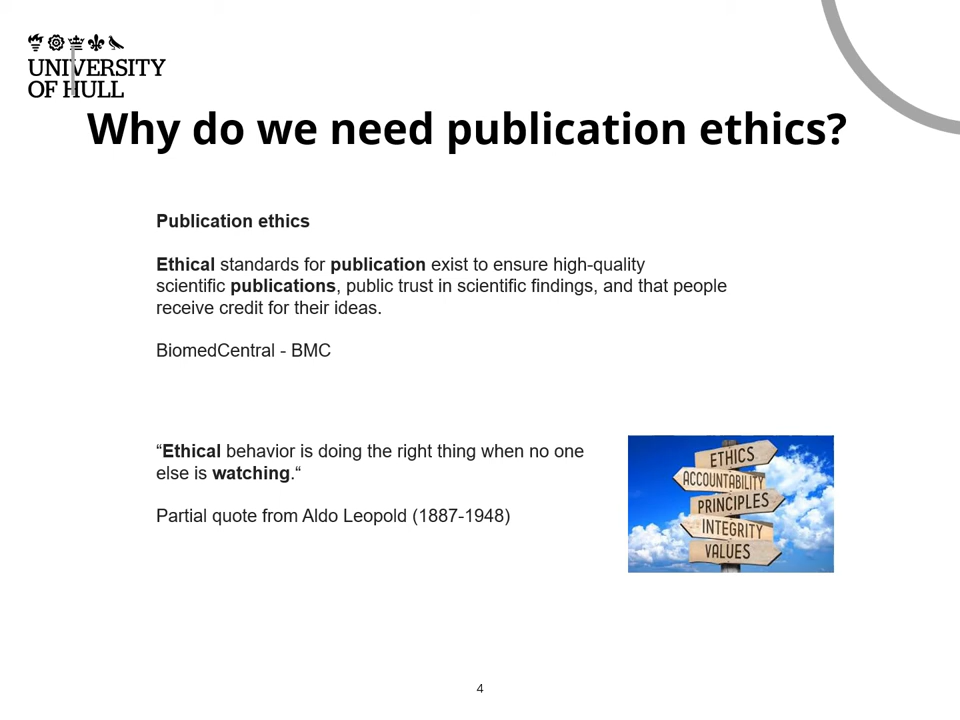 UNIVERSITY
OF HULL
Why do we need publication ethics?
Publication ethics
Ethical standards for publication exist to ensure high-quality
scientific publications, public trust in scientific findings, and that people
receive credit for their ideas.
BiomedCentral - BMC
“Ethical behavior is doing the right thing when no one
else is watching.“
Partial quote from Aldo Leopold (1887-1948)
ETHICS
ACCOUNTABILITY
PRINCIPLES
INTEGRITY
VALUES
4